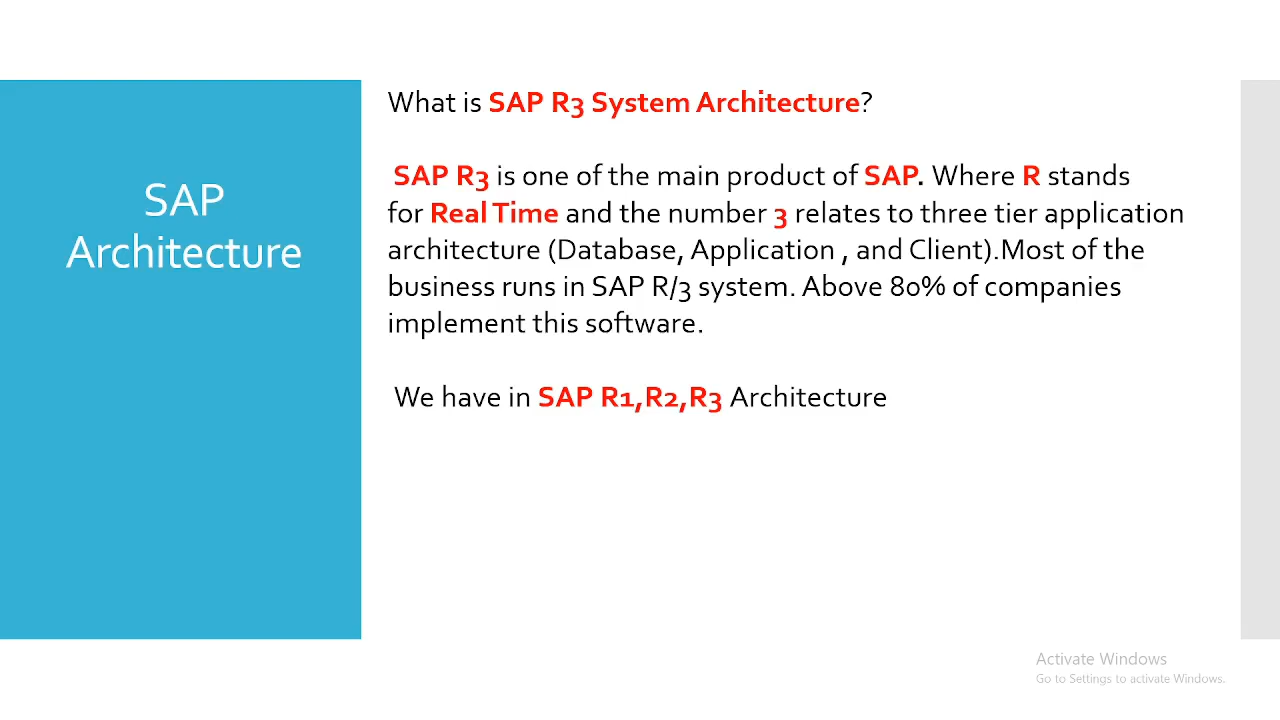 SAP
Architecture
What is SAP R3 System Architecture?
SAP R3 is one of the main product of SAP. Where R stands
for Real Time and the number 3 relates to three tier application
architecture (Database, Application , and Client).Most of the
business runs in SAP R/3 system. Above 80% of companies
implement this software.
We have in SAP R1,R2,R3 Architecture
Activate Windows
Go to Settings to activate Windows.